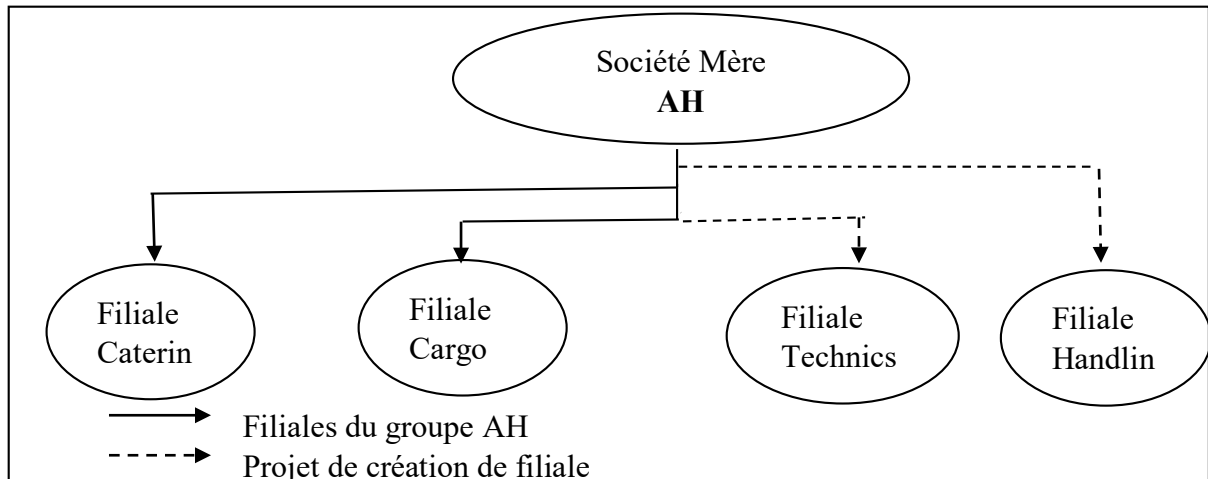 Société Mère
AH
Filiale
Caterin
Filiale
Cargo
Filiale
Technics
Filiale
Handlin
Filiales du groupe AH
Projet de création de filiale